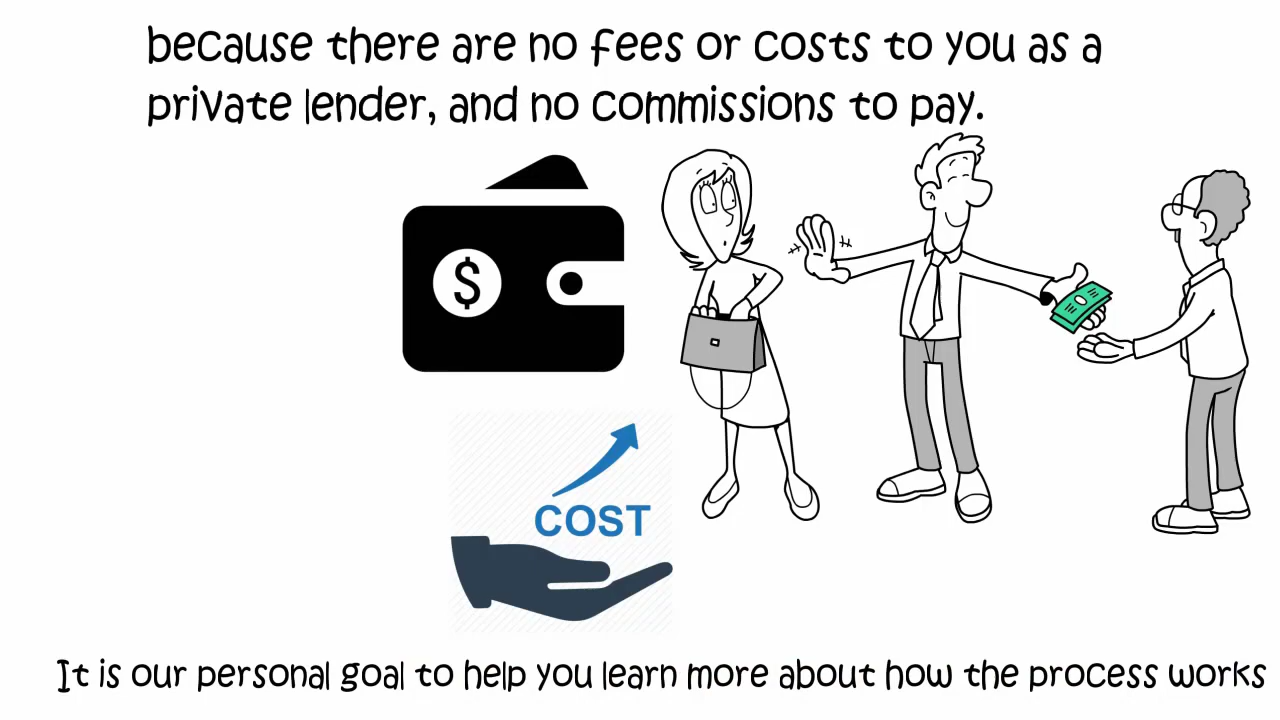 because there are no fees or costs to you as a
private lender, and no commissions to pay.
$
COST
It is our personal goal to help you learn more about how the process works